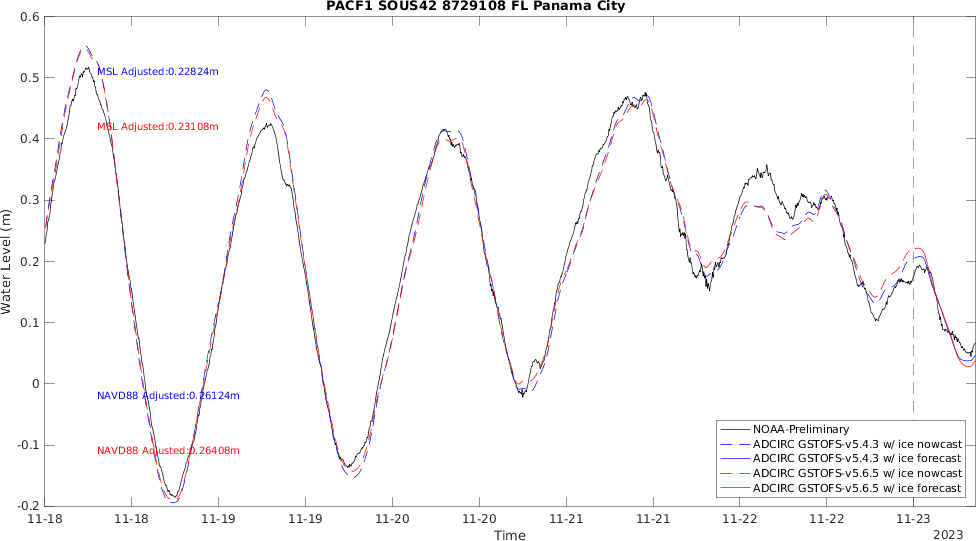 PACF1 SOUS42 8729108 FL Panama City
0.6
0.5
0.4
0.3
0.2
0.1
0
-0.1
-0.2
Water Level (m)
MSL Adjusted:0.22824m
MSL Adjusted:0.23108m
NAVD88 Adjusted:0.26124m
NAVD88 Adjusted:0.26408m
NOAA-Preliminary
ADCIRC GSTOFS-v5.4.3 w/ ice nowcast
ADCIRC GSTOFS-v5.4.3 w/ ice forecast
ADCIRC GSTOFS-v5.6.5 w/ ice nowcast
ADCIRC GSTOFS-v5.6.5 w/ ice forecast
11-18 11-18 11-19 11-19 11-20 11-20 11-21 11-21 11-22 11-22 11-23
Time
2023